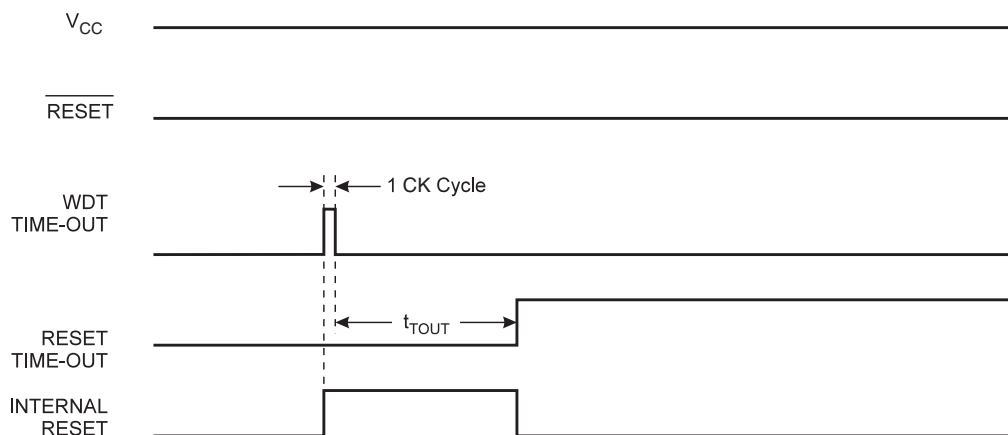 VCC
RESET
WDT
TIME-OUT
1 CK Cycle
RESET
TIME-OUT
tTOUT
INTERNAL
RESET